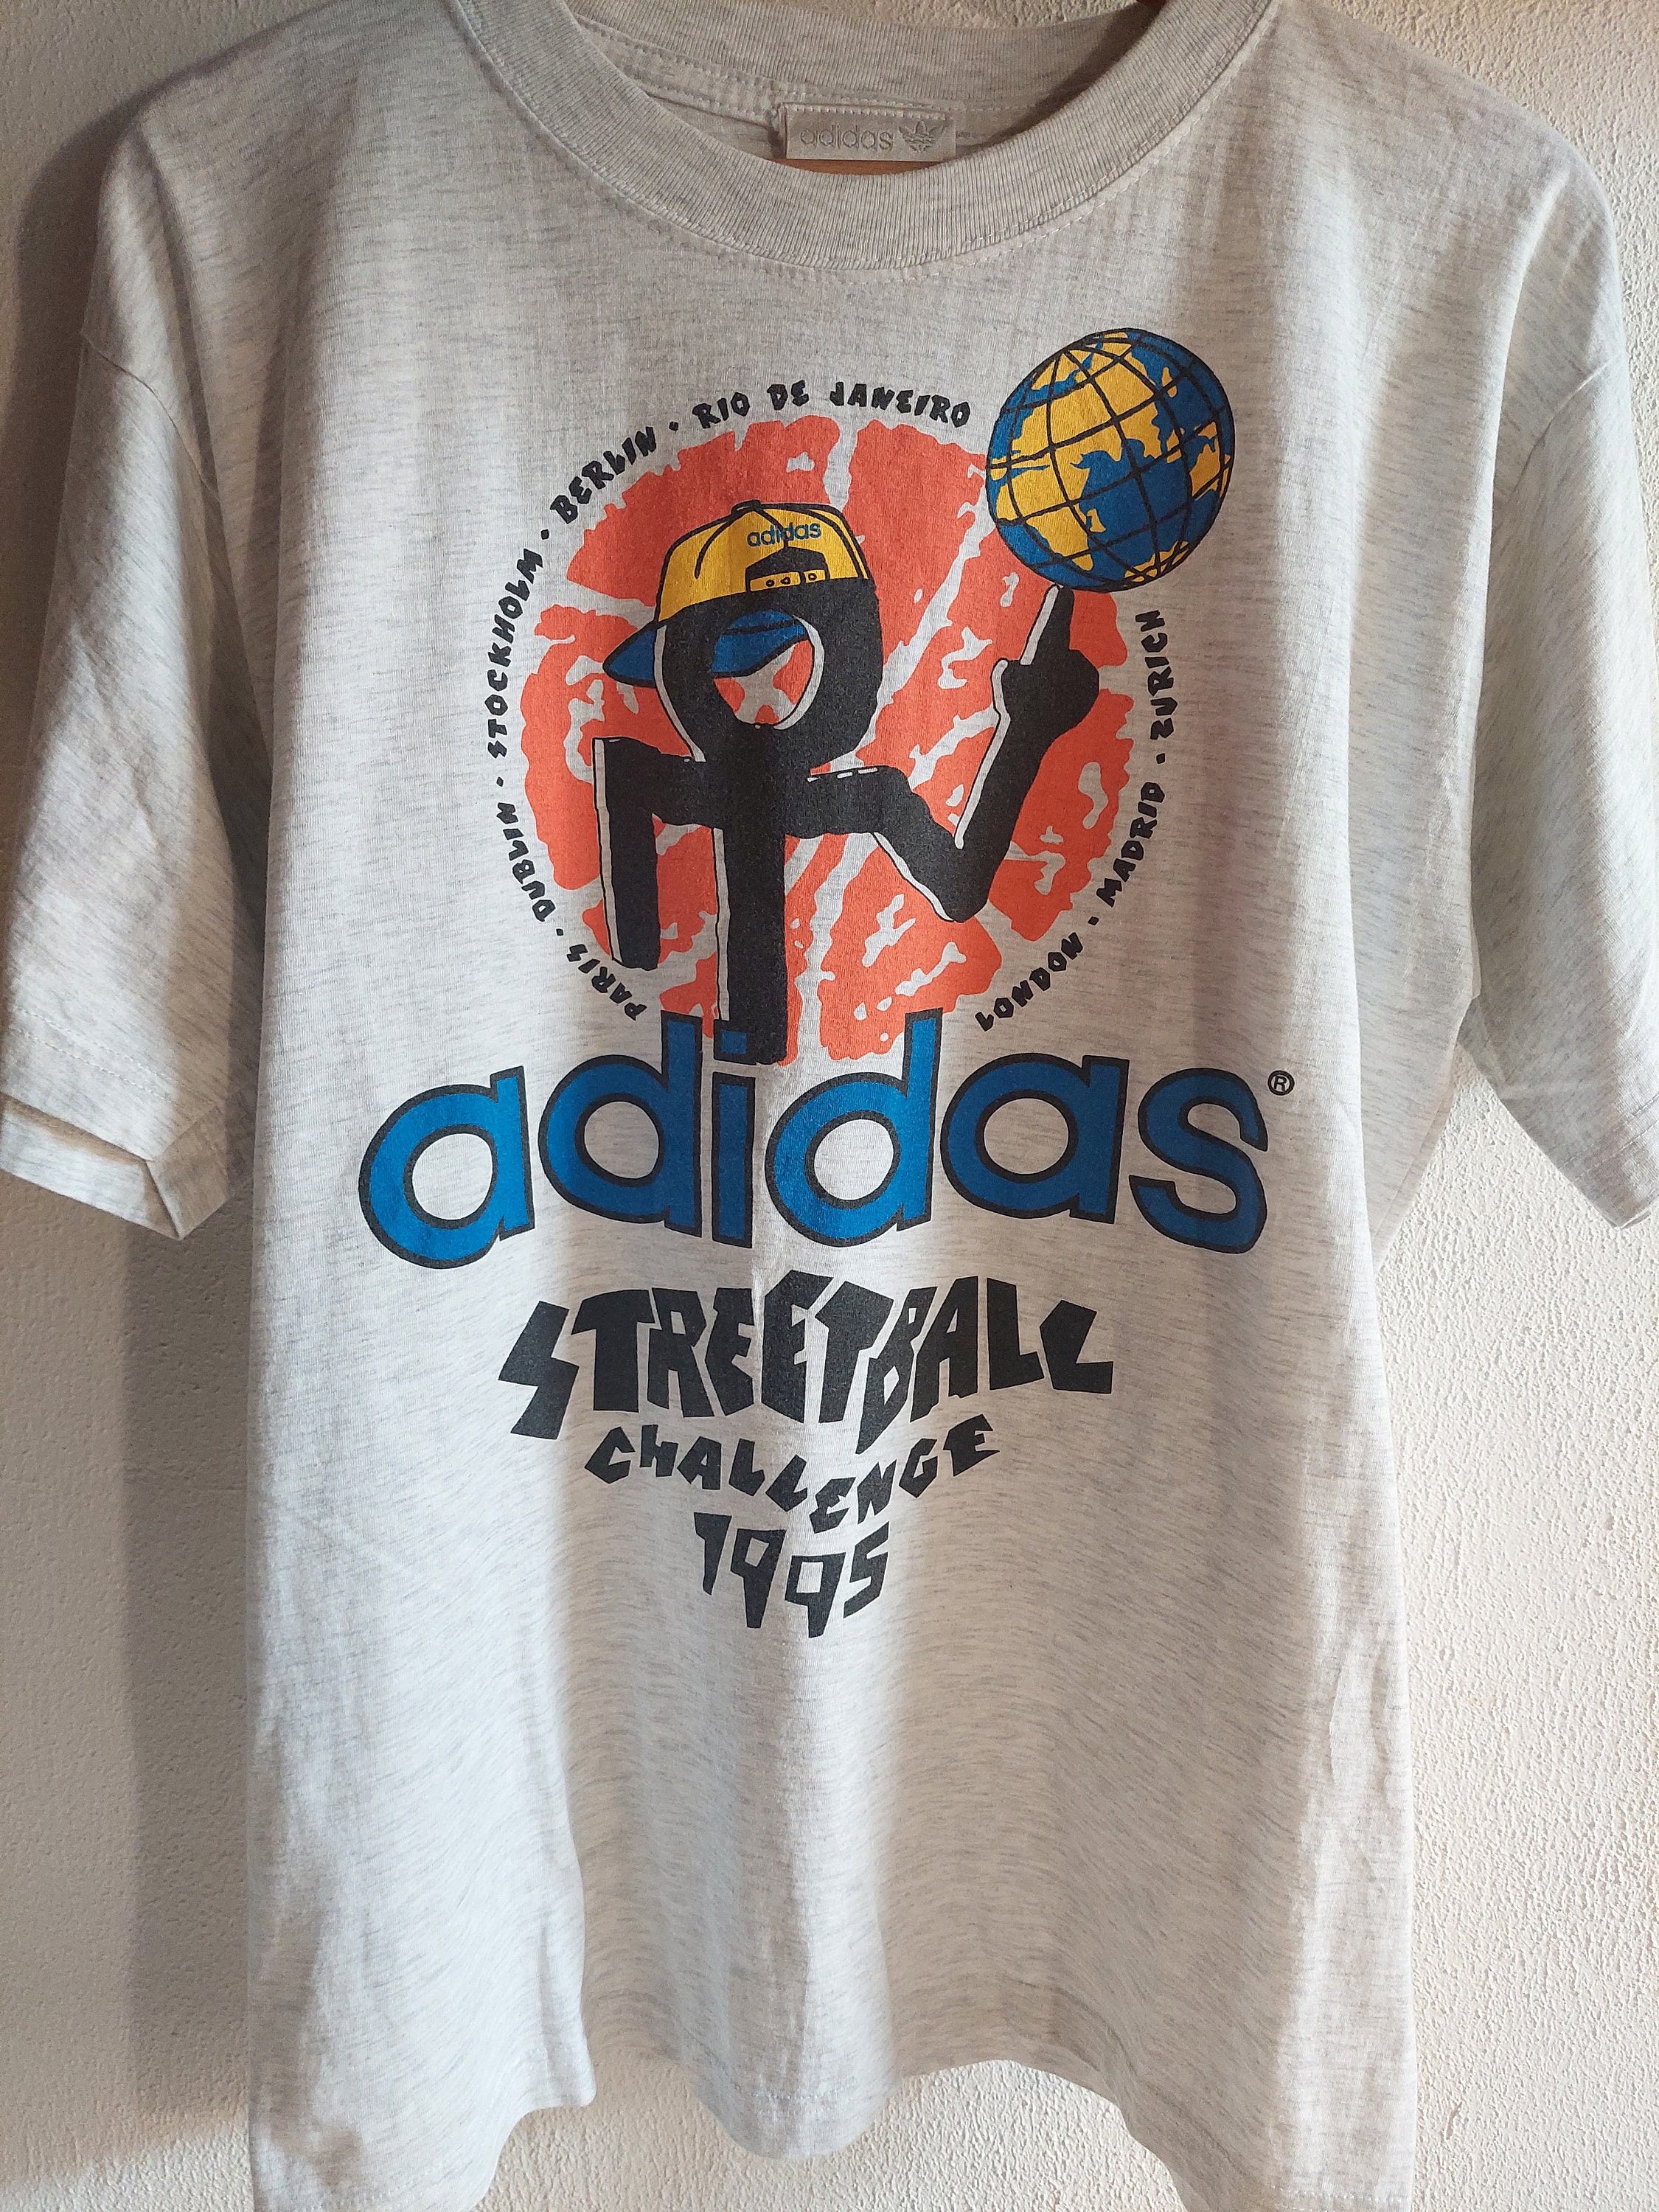 adidas
PARIS · DUBLIN · STOCKHOLM · BERLIN · RIO DE JANEIRO
adidas
ZURICH · MADRID · LONDON
adidas®
STREETBALL
CHALLENGE
1995